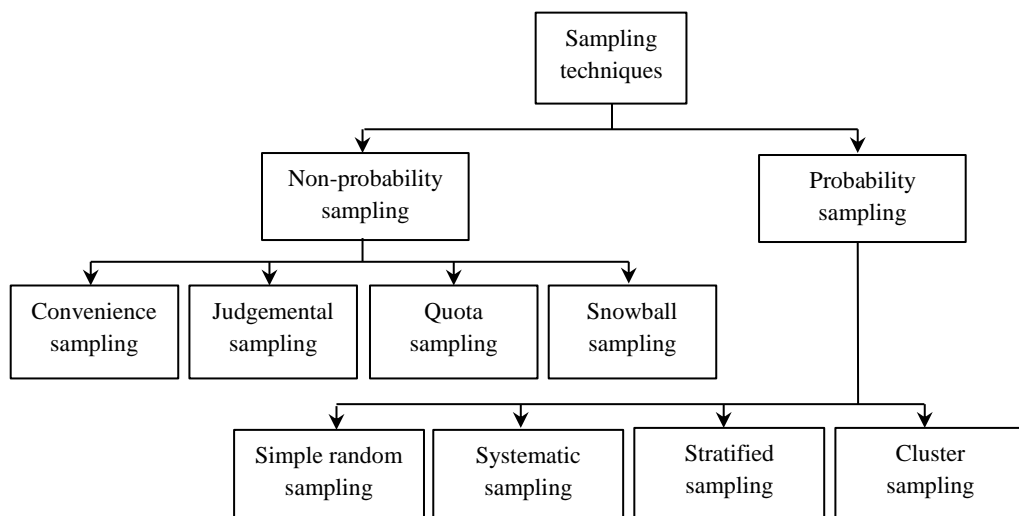 Sampling
techniques
Non-probability
sampling
Probability
sampling
Convenience
sampling
Judgemental
sampling
Quota
sampling
Snowball
sampling
Simple random
sampling
Systematic
sampling
Stratified
sampling
Cluster
sampling